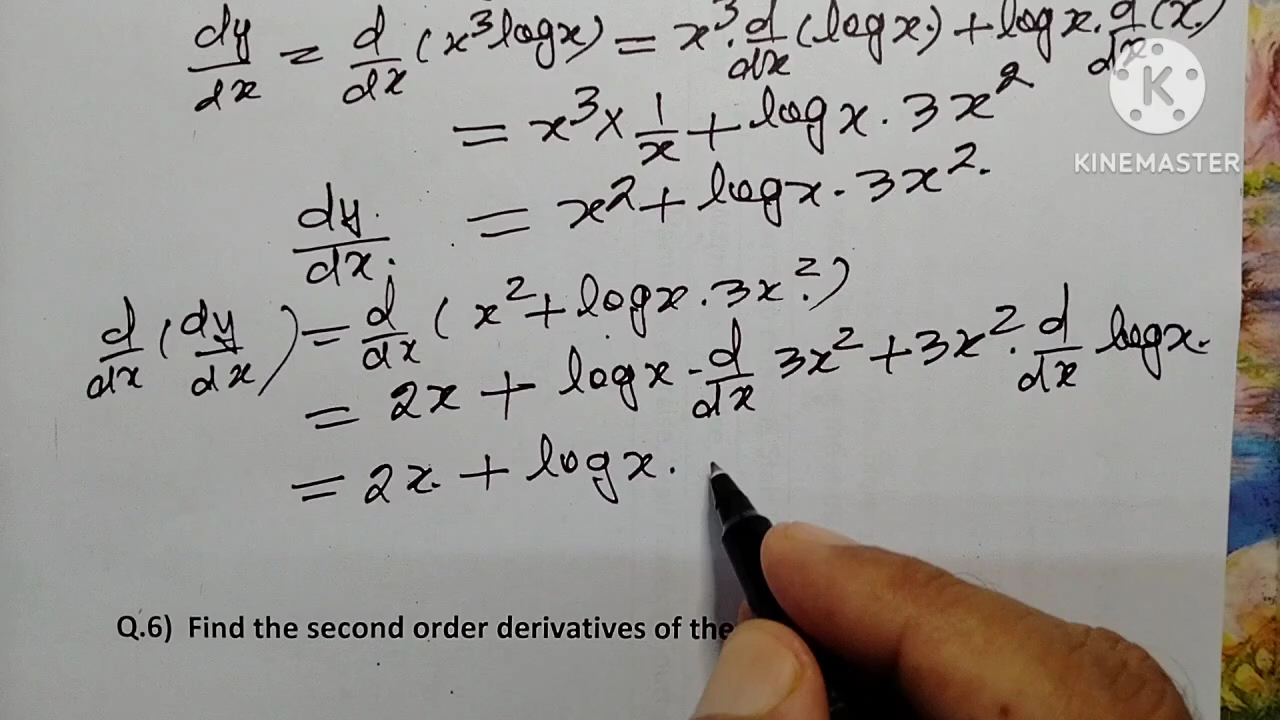 dy/dx = d/dx (x³ log x) = x³. d/dx (log x.) + log x. d/dx (x.)
K
= x³ × 1/x + log x . 3x²
KINEMASTER
dy/dx = x² + log x . 3x².
d/dx (dy/dx) = d/dx (x² + log x . 3x².)
= 2x + log x - d/dx 3x² + 3x² . d/dx log x.
= 2x. + log x .
Q.6) Find the second order derivatives of the